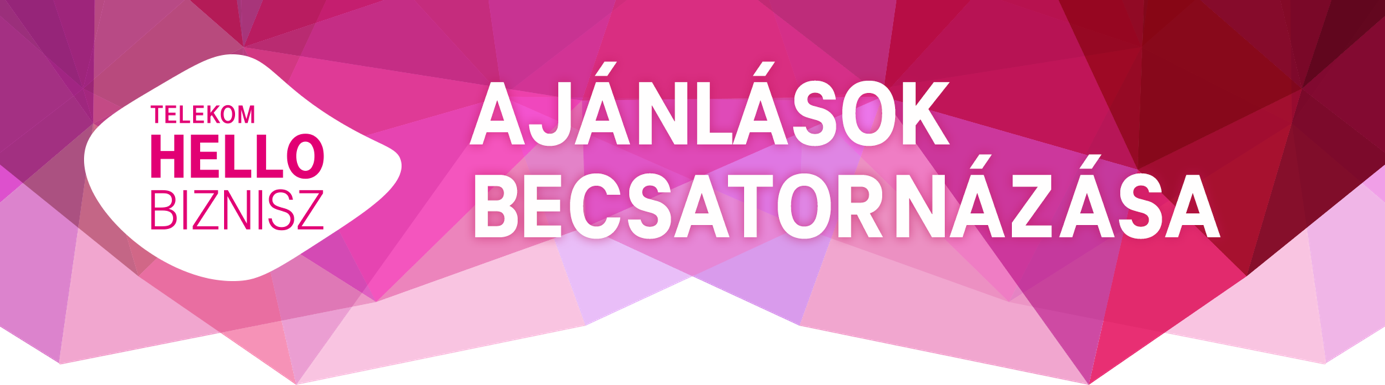 TELEKOM
HELLO
BIZNISZ
AJÁNLÁSOK
BECSATORNÁZÁSA